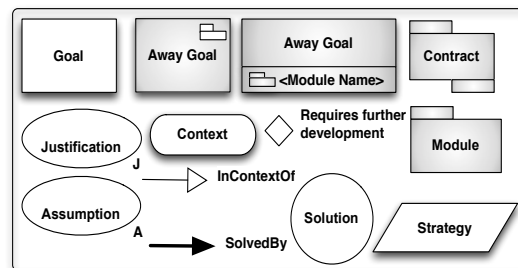 Goal
Away Goal
Away Goal
<Module Name>
Contract
Justification
J
Context
Requires further
development
Module
InContextOf
Assumption
A
SolvedBy
Solution
Strategy